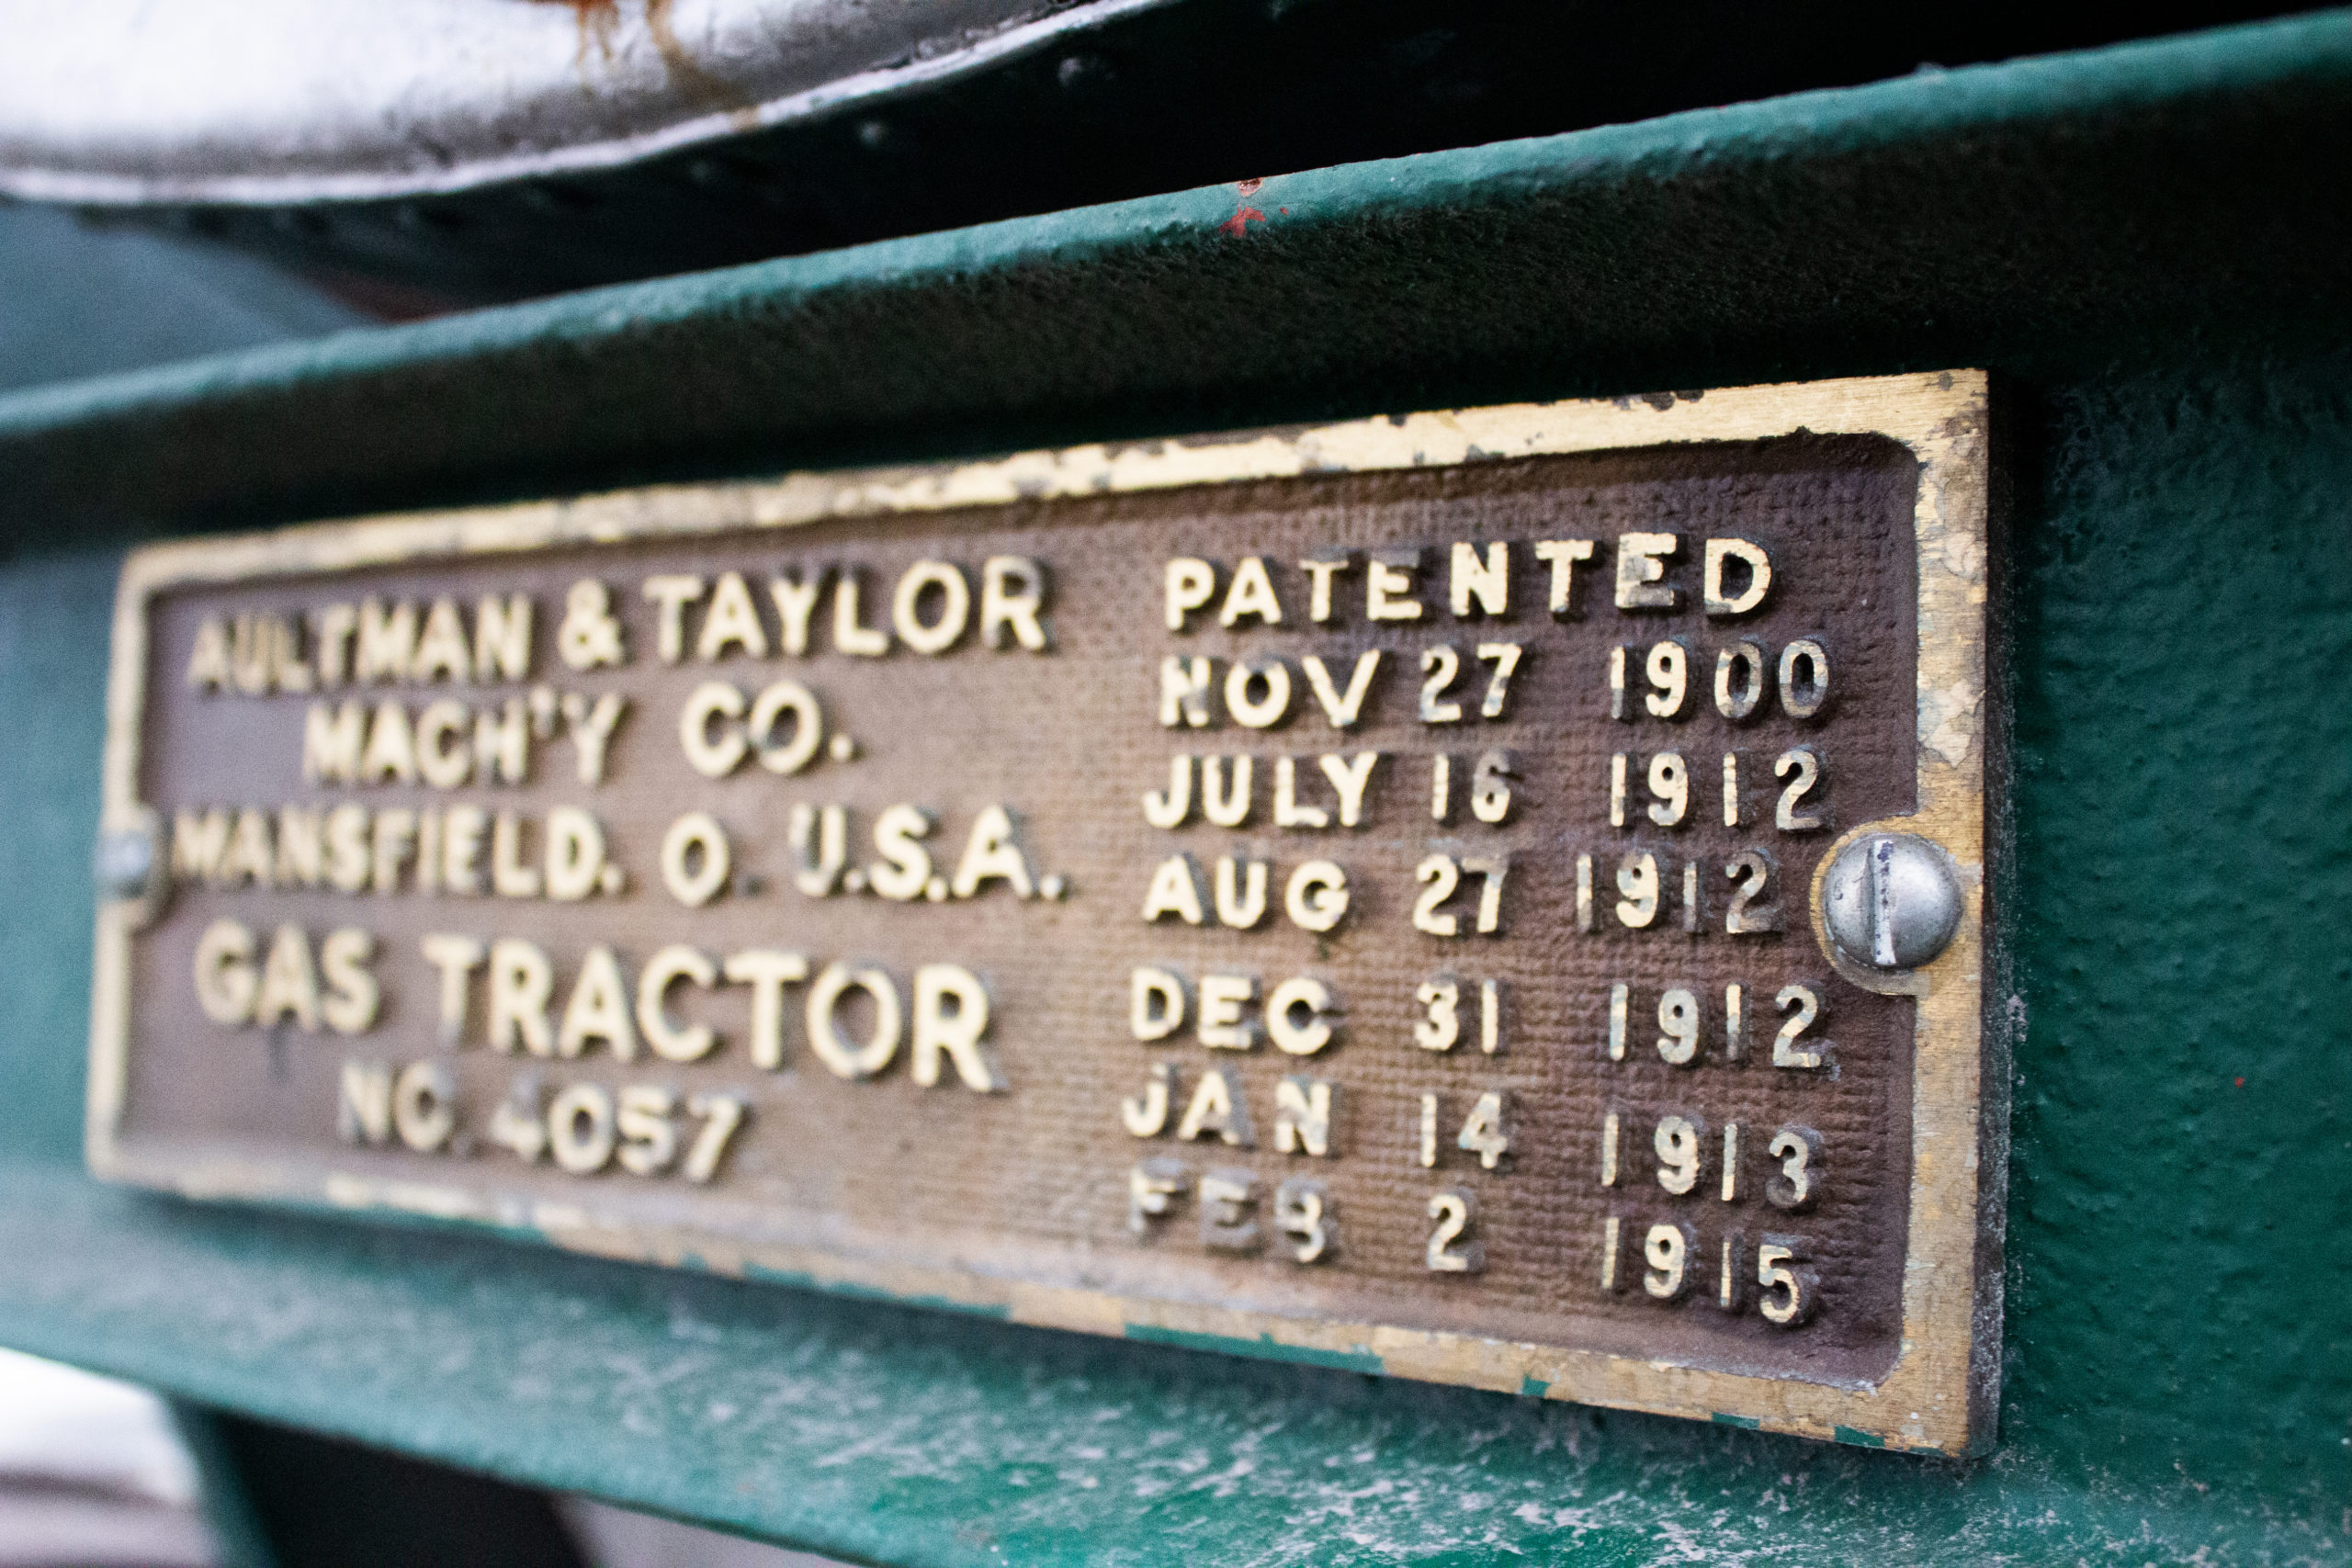 AULTMAN & TAYLOR
MACH'Y CO.
MANSFIELD. O. U.S.A.
GAS TRACTOR
NO. 4057
PATENTED
NOV 27 1900
JULY 16 1912
AUG 27 1912
DEC 31 1912
JAN 14 1913
FEB 2 1915